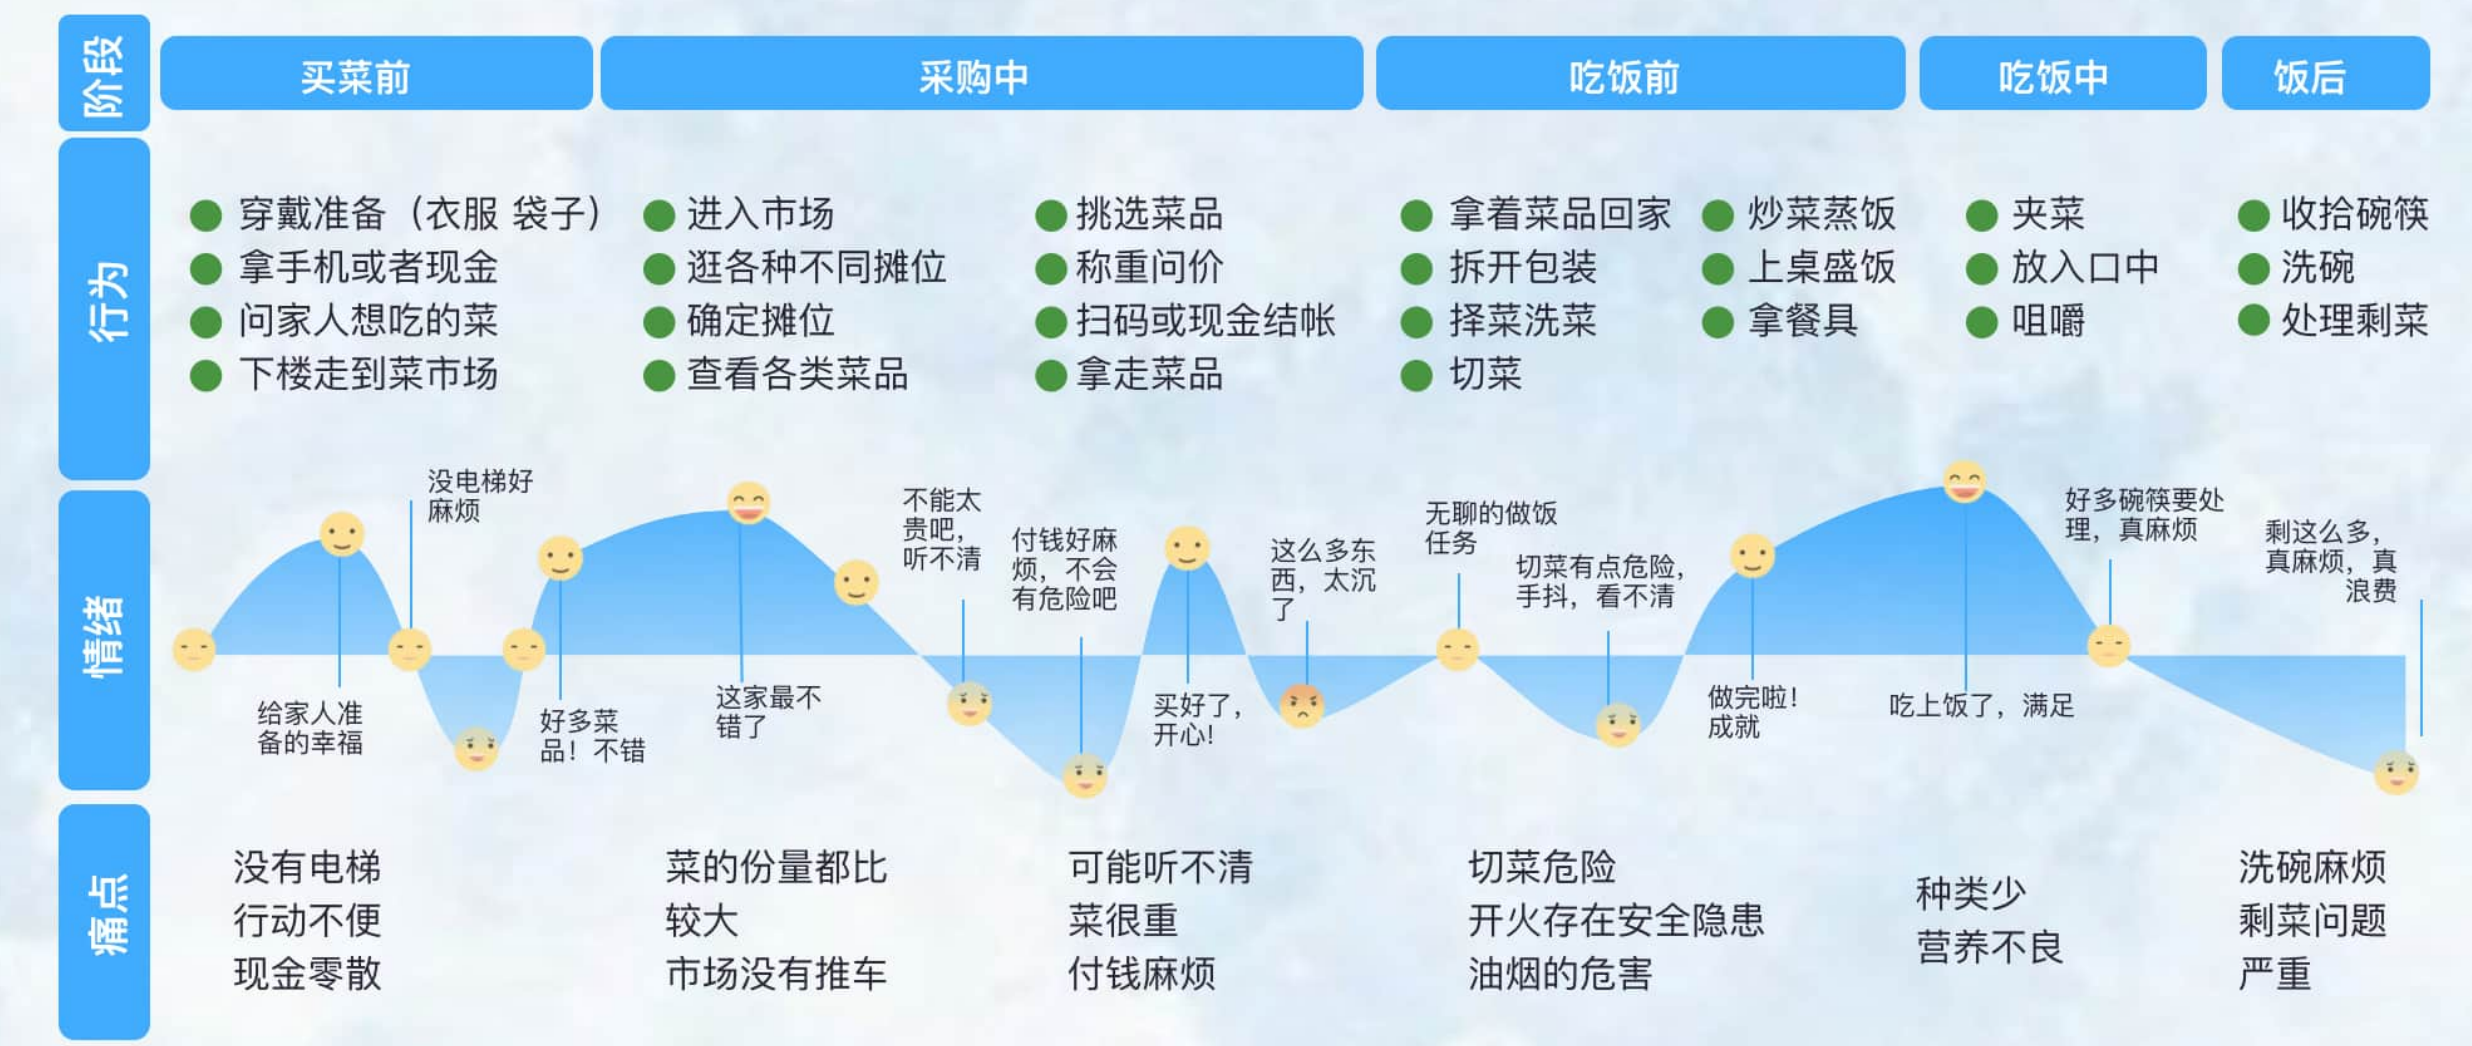 阶段
买菜前
采购中
吃饭前
吃饭中
饭后
行为
穿戴准备（衣服 袋子）
拿手机或者现金
问家人想吃的菜
下楼走到菜市场
进入市场
逛各种不同摊位
确定摊位
查看各类菜品
挑选菜品
称重问价
扫码或现金结帐
拿走菜品
拿着菜品回家
拆开包装
择菜洗菜
切菜
炒菜蒸饭
上桌盛饭
拿餐具
夹菜
放入口中
咀嚼
收拾碗筷
洗碗
处理剩菜
情绪
给家人准
备的幸福
没电梯好
麻烦
好多菜
品！不错
这家最不
错了
不能太
贵吧，
听不清
付钱好麻
烦，不会
有危险吧
买好了，
开心！
这么多东
西，太沉
了
无聊的做饭
任务
切菜有点危险，
手抖，看不清
做完啦！
成就
吃上饭了，满足
好多碗筷要处
理，真麻烦
剩这么多，
真麻烦，真
浪费
痛点
没有电梯
行动不便
现金零散
菜的份量都比
较大
市场没有推车
可能听不清
菜很重
付钱麻烦
切菜危险
开火存在安全隐患
油烟的危害
种类少
营养不良
洗碗麻烦
剩菜问题
严重